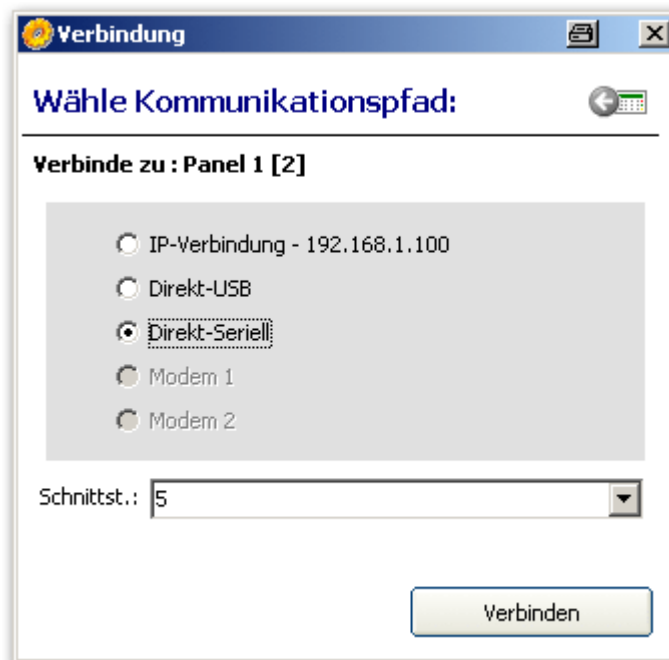 Verbindung
Wähle Kommunikationspfad:
Verbinde zu : Panel 1 [2]
IP-Verbindung - 192.168.1.100
Direkt-USB
Direkt-Seriell
Modem 1
Modem 2
Schnittst.: 5
Verbinden